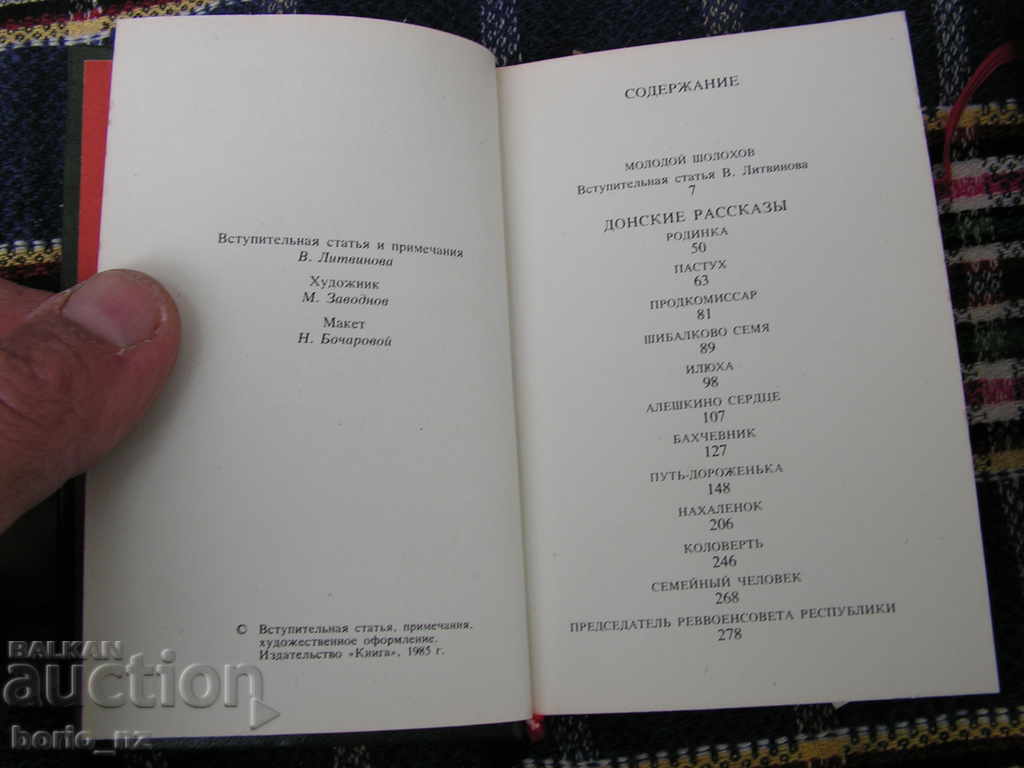 Вступительная статья и примечания
В. Литвинова
Художник
М. Заводнов
Макет
Н. Бочаровой
© Вступительная статья, примечания,
художественное оформление.
Издательство «Книга», 1985 г.
СОДЕРЖАНИЕ
МОЛОДОЙ ШОЛОХОВ
Вступительная статья В. Литвинова
7
ДОНСКИЕ РАССКАЗЫ
РОДИНКА
50
ПАСТУХ
63
ПРОДКОМИССАР
81
ШИБАЛКОВО СЕМЯ
89
ИЛЮХА
98
АЛЕШКИНО СЕРДЦЕ
107
БАХЧЕВНИК
127
ПУТЬ-ДОРОЖЕНЬКА
148
НАХАЛЕНОК
206
КОЛОВЕРТЬ
246
СЕМЕЙНЫЙ ЧЕЛОВЕК
268
ПРЕДСЕДАТЕЛЬ РЕВВОЕНСОВЕТА РЕСПУБЛИКИ
278
BALKAN
auction
borio_nz